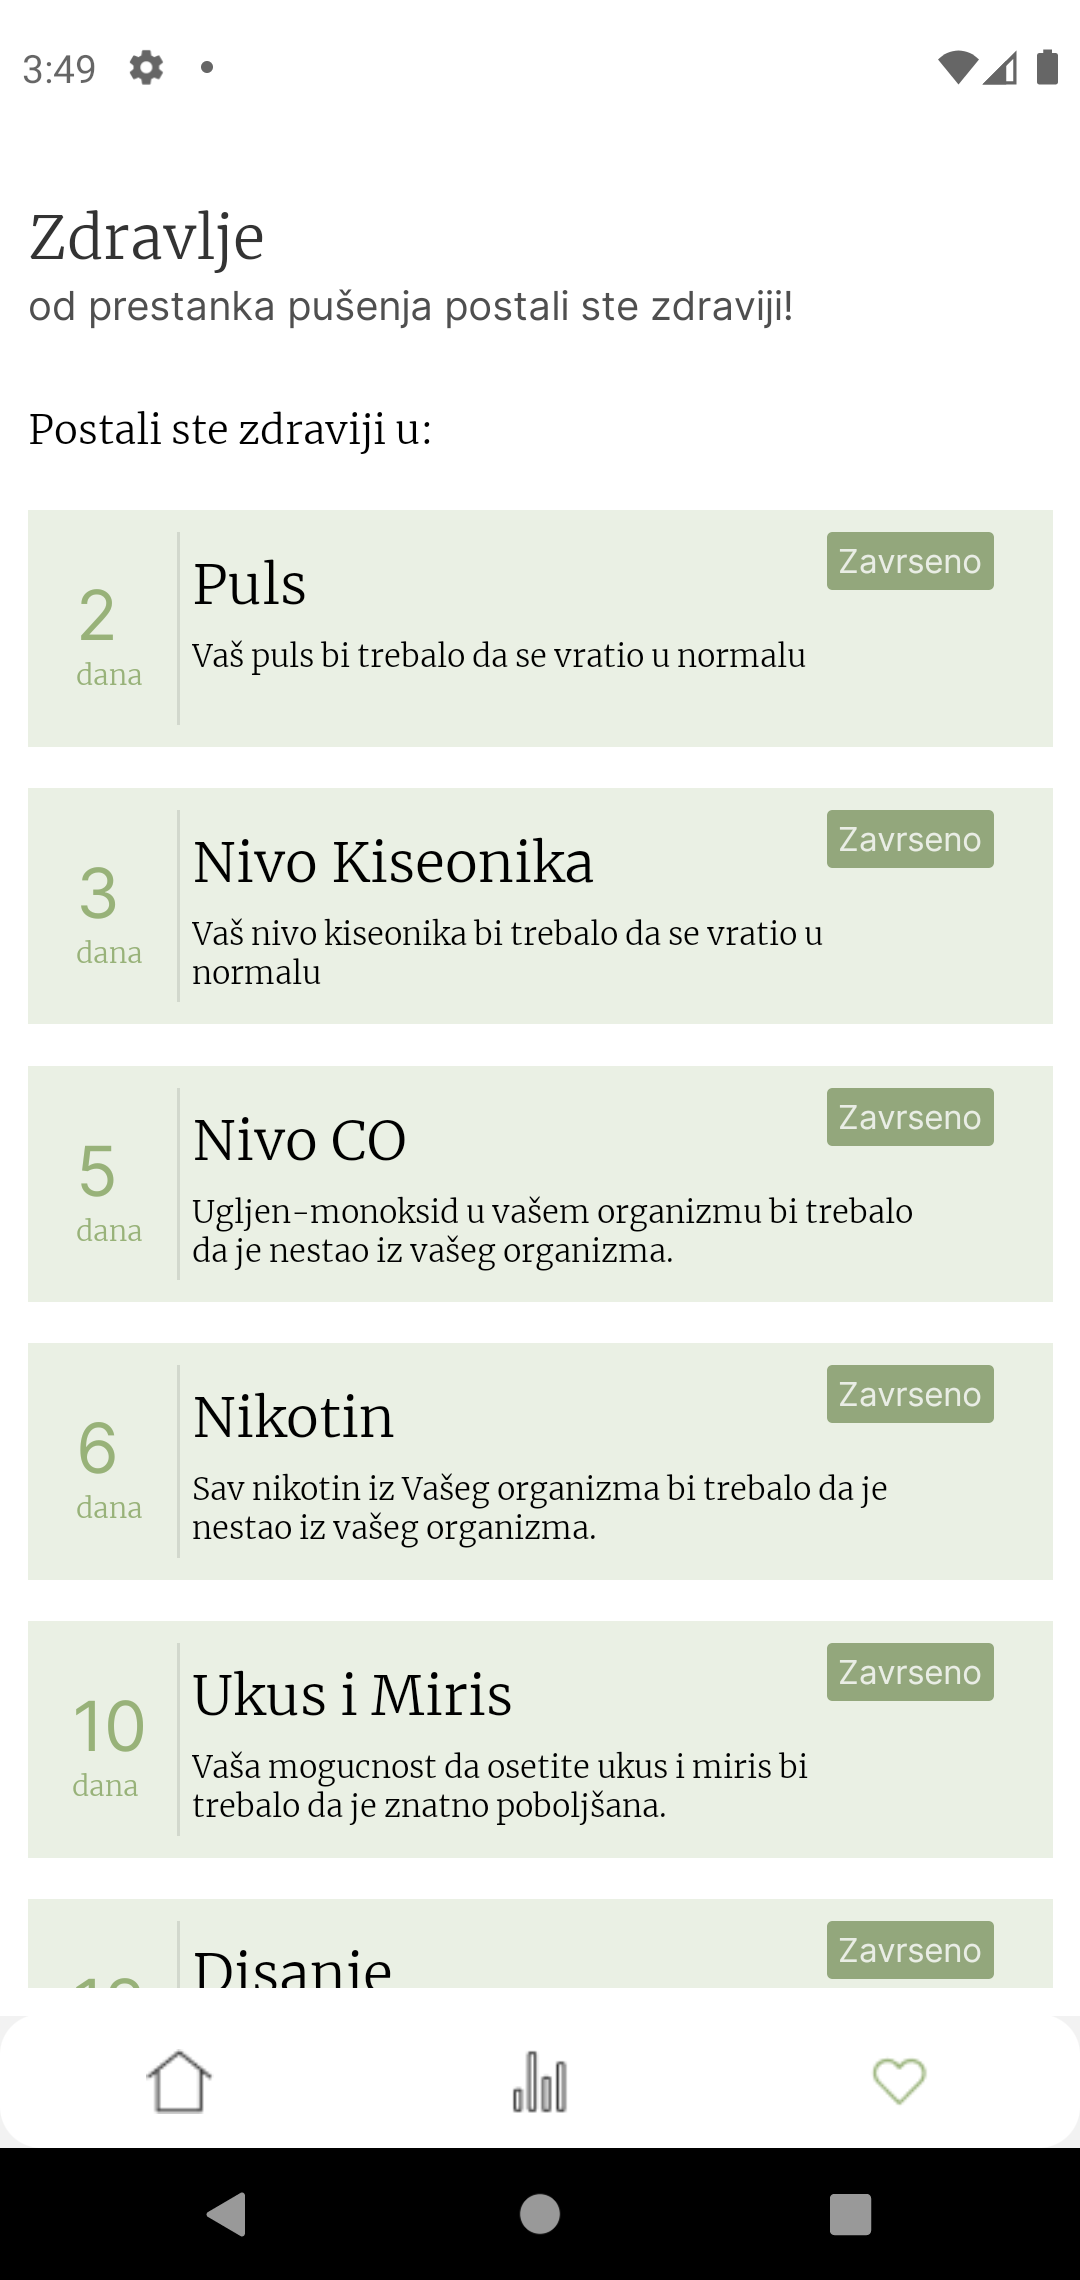 3:49
Zdravlje
od prestanka pušenja postali ste zdraviji!
Postali ste zdraviji u:
2
dana
Puls
Zavrseno
Vaš puls bi trebalo da se vratio u normalu
3
dana
Nivo Kiseonika
Zavrseno
Vaš nivo kiseonika bi trebalo da se vratio u
normalu
5
dana
Nivo CO
Zavrseno
Ugljen-monoksid u vašem organizmu bi trebalo
da je nestao iz vašeg organizma.
6
dana
Nikotin
Zavrseno
Sav nikotin iz Vašeg organizma bi trebalo da je
nestao iz vašeg organizma.
10
dana
Ukus i Miris
Zavrseno
Vaša mogucnost da osetite ukus i miris bi
trebalo da je znatno poboljšana.
Disanje
Zavrseno